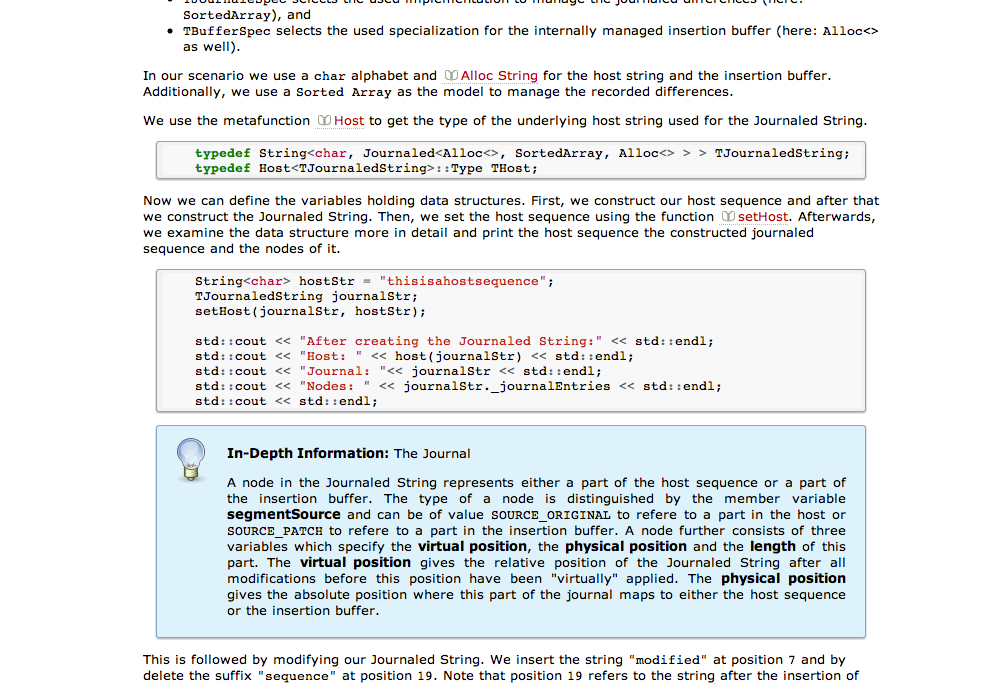 SortedArray), and
• TBufferSpec selects the used specialization for the internally managed insertion buffer (here: Alloc<>
as well).
In our scenario we use a char alphabet and Alloc String for the host string and the insertion buffer.
Additionally, we use a Sorted Array as the model to manage the recorded differences.
We use the metafunction Host to get the type of the underlying host string used for the Journaled String.
typedef String<char, Journaled<Alloc<>, SortedArray, Alloc<> > > TJournaledString;
typedef Host<TJournaledString>::Type THost;
Now we can define the variables holding data structures. First, we construct our host sequence and after that
we construct the Journaled String. Then, we set the host sequence using the function setHost. Afterwards,
we examine the data structure more in detail and print the host sequence the constructed journaled
sequence and the nodes of it.
String<char> hostStr = "thisisahostsequence";
TJournaledString journalStr;
setHost(journalStr, hostStr);
std::cout << "After creating the Journaled String:" << std::endl;
std::cout << "Host: " << host(journalStr) << std::endl;
std::cout << "Journal: "<< journalStr << std::endl;
std::cout << "Nodes: " << journalStr._journalEntries << std::endl;
std::cout << std::endl;
In-Depth Information: The Journal
A node in the Journaled String represents either a part of the host sequence or a part of
the insertion buffer. The type of a node is distinguished by the member variable
segmentSource and can be of value SOURCE_ORIGINAL to refere to a part in the host or
SOURCE_PATCH to refere to a part in the insertion buffer. A node further consists of three
variables which specify the virtual position, the physical position and the length of this
part. The virtual position gives the relative position of the Journaled String after all
modifications before this position have been "virtually" applied. The physical position
gives the absolute position where this part of the journal maps to either the host sequence
or the insertion buffer.
This is followed by modifying our Journaled String. We insert the string "modified" at position 7 and by
delete the suffix "sequence" at position 19. Note that position 19 refers to the string after the insertion of